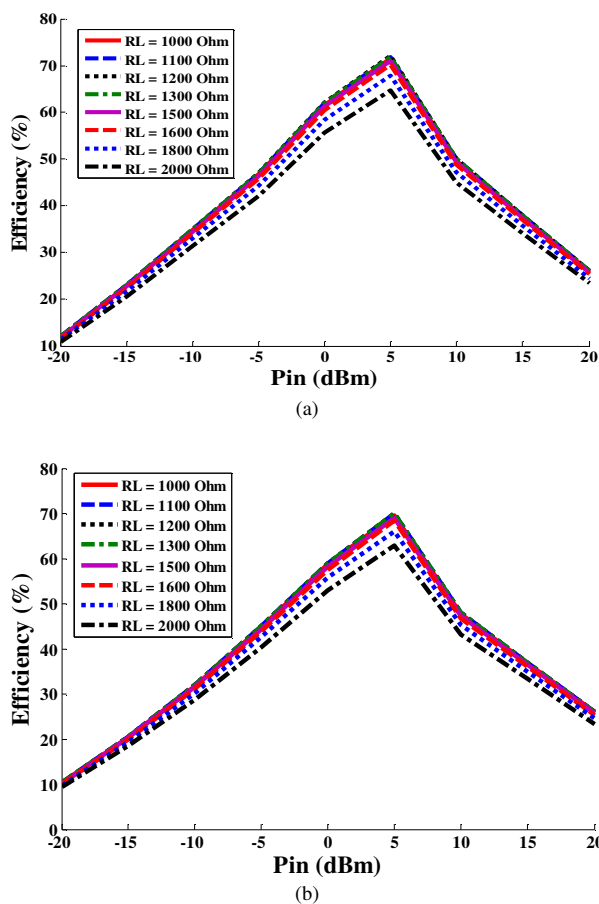 80
70
60
50
40
30
20
10
Efficiency (%)
RL = 1000 Ohm
RL = 1100 Ohm
RL = 1200 Ohm
RL = 1300 Ohm
RL = 1500 Ohm
RL = 1600 Ohm
RL = 1800 Ohm
RL = 2000 Ohm
-20 -15 -10 -5 0 5 10 15 20
Pin (dBm)
(a)
80
70
60
50
40
30
20
10
0
Efficiency (%)
RL = 1000 Ohm
RL = 1100 Ohm
RL = 1200 Ohm
RL = 1300 Ohm
RL = 1500 Ohm
RL = 1600 Ohm
RL = 1800 Ohm
RL = 2000 Ohm
-20 -15 -10 -5 0 5 10 15 20
Pin (dBm)
(b)